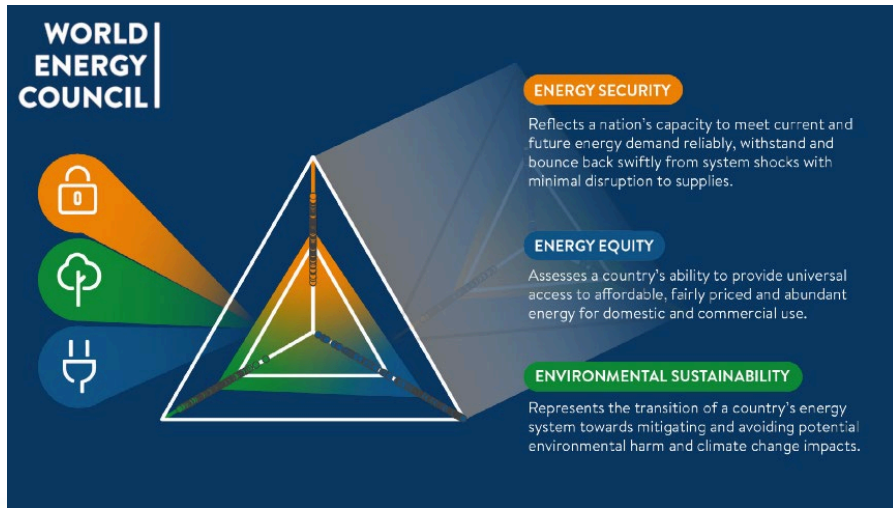 WORLD
ENERGY
COUNCIL
ENERGY SECURITY
Reflects a nation's capacity to meet current and
future energy demand reliably, withstand and
bounce back swiftly from system shocks with
minimal disruption to supplies.
ENERGY EQUITY
Assesses a country's ability to provide universal
access to affordable, fairly priced and abundant
energy for domestic and commercial use.
ENVIRONMENTAL SUSTAINABILITY
Represents the transition of a country's energy
system towards mitigating and avoiding potential
environmental harm and climate change impacts.